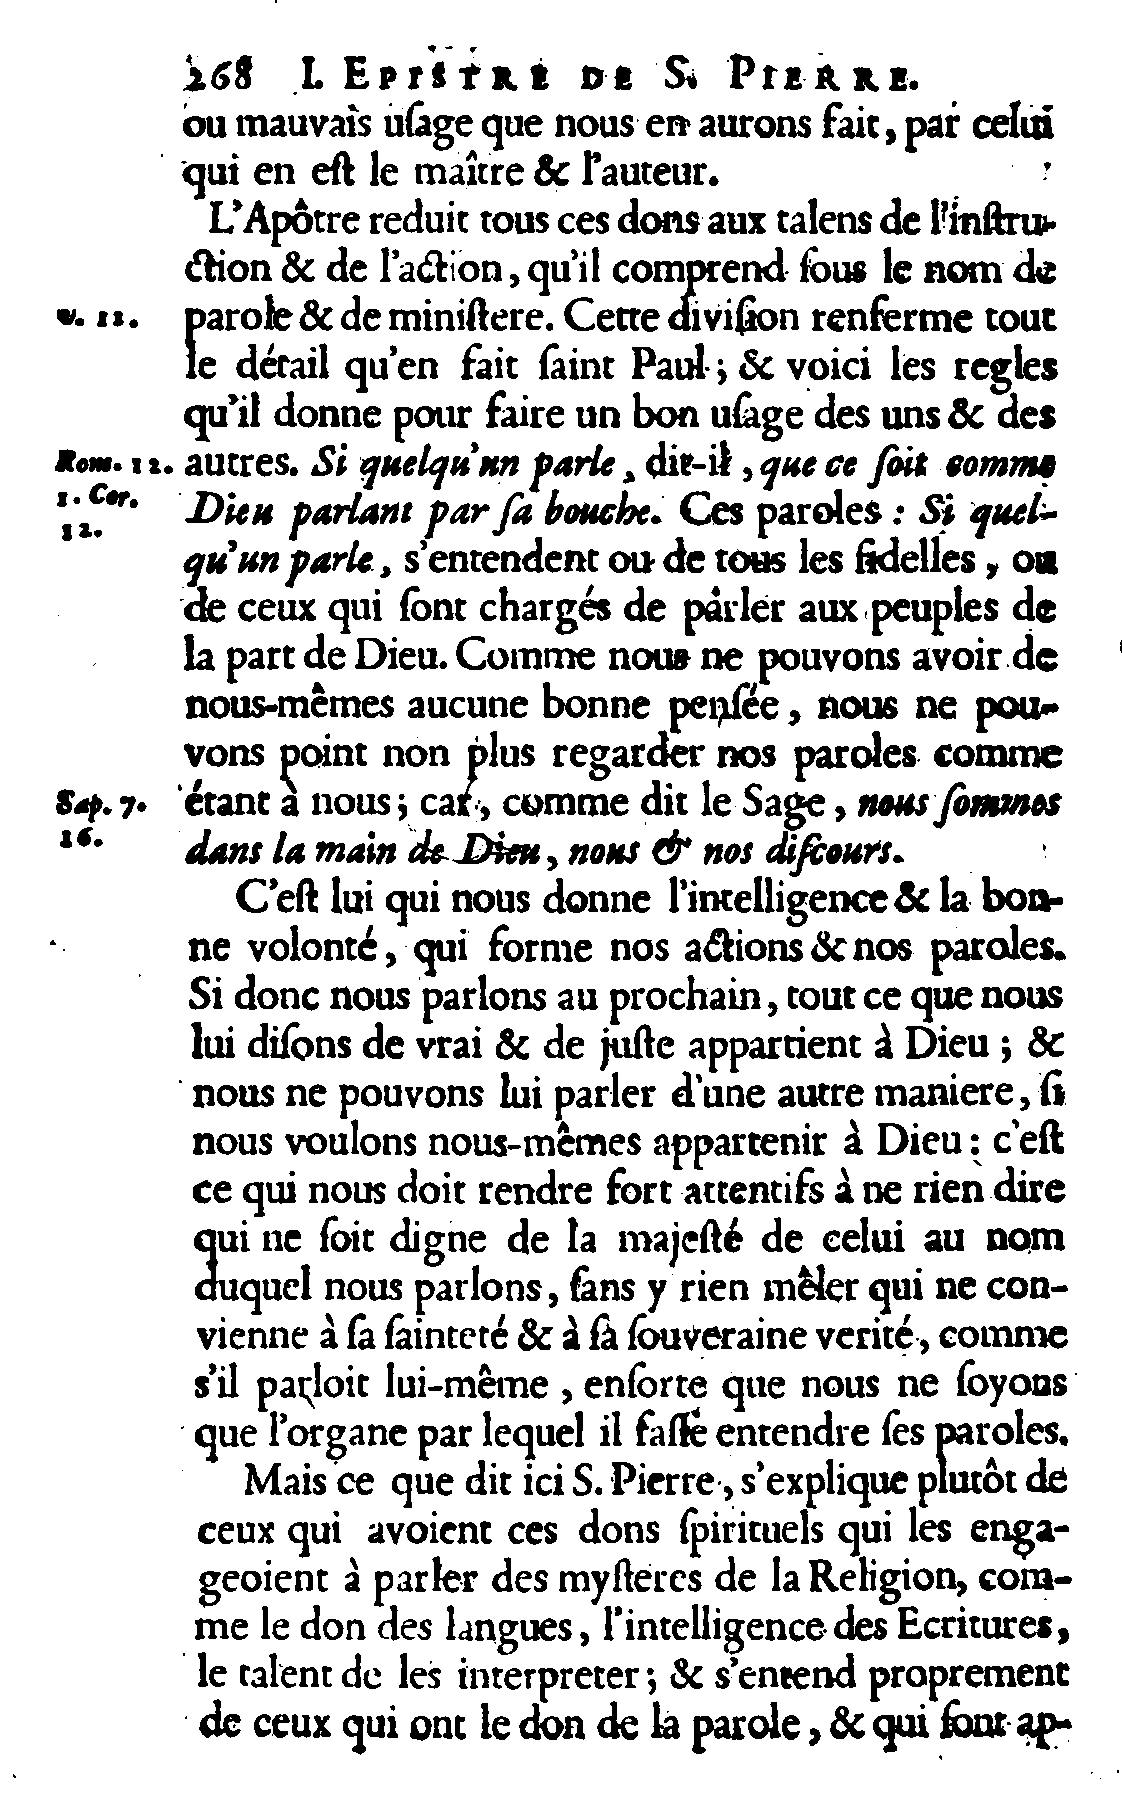 268 I. EPISTRE DE S. PIERRE.
ou mauvais uſage que nous en aurons fait, par celui
qui en eſt le maître & l'auteur.
L'Apôtre reduit tous ces dons aux talens de l'inſtru-
ction & de l'action, qu'il comprend ſous le nom de
v. 11. parole & de miniſtere. Cette diviſion renferme tout
le détail qu'en fait ſaint Paul; & voici les regles
qu'il donne pour faire un bon uſage des uns & des
Rom. 12. autres. Si quelqu'un parle, dit-il, que ce ſoit comme
1. Cor. Dieu parlant par ſa bouche. Ces paroles : Si quel-
12. qu'un parle, s'entendent ou de tous les fidelles, ou
de ceux qui ſont chargés de parler aux peuples de
la part de Dieu. Comme nous ne pouvons avoir de
nous-mêmes aucune bonne penſée, nous ne pou-
vons point non plus regarder nos paroles comme
Sap. 7. étant à nous; car, comme dit le Sage, nous ſommes
16. dans la main de Dieu, nous & nos diſcours.
C'eſt lui qui nous donne l'intelligence & la bon-
ne volonté, qui forme nos actions & nos paroles.
Si donc nous parlons au prochain, tout ce que nous
lui diſons de vrai & de juſte appartient à Dieu ; &
nous ne pouvons lui parler d'une autre maniere, ſi
nous voulons nous-mêmes appartenir à Dieu : c'eſt
ce qui nous doit rendre fort attentifs à ne rien dire
qui ne ſoit digne de la majeſté de celui au nom
duquel nous parlons, ſans y rien mêler qui ne con-
vienne à ſa ſainteté & à ſa ſouveraine verité, comme
s'il parloit lui-même, enſorte que nous ne ſoyons
que l'organe par lequel il faſſe entendre ſes paroles.
Mais ce que dit ici S. Pierre, s'explique plutôt de
ceux qui avoient ces dons ſpirituels qui les enga-
geoient à parler des myſteres de la Religion, com-
me le don des langues, l'intelligence des Ecritures,
le talent de les interpreter; & s'entend proprement
de ceux qui ont le don de la parole, & qui ſont ap-